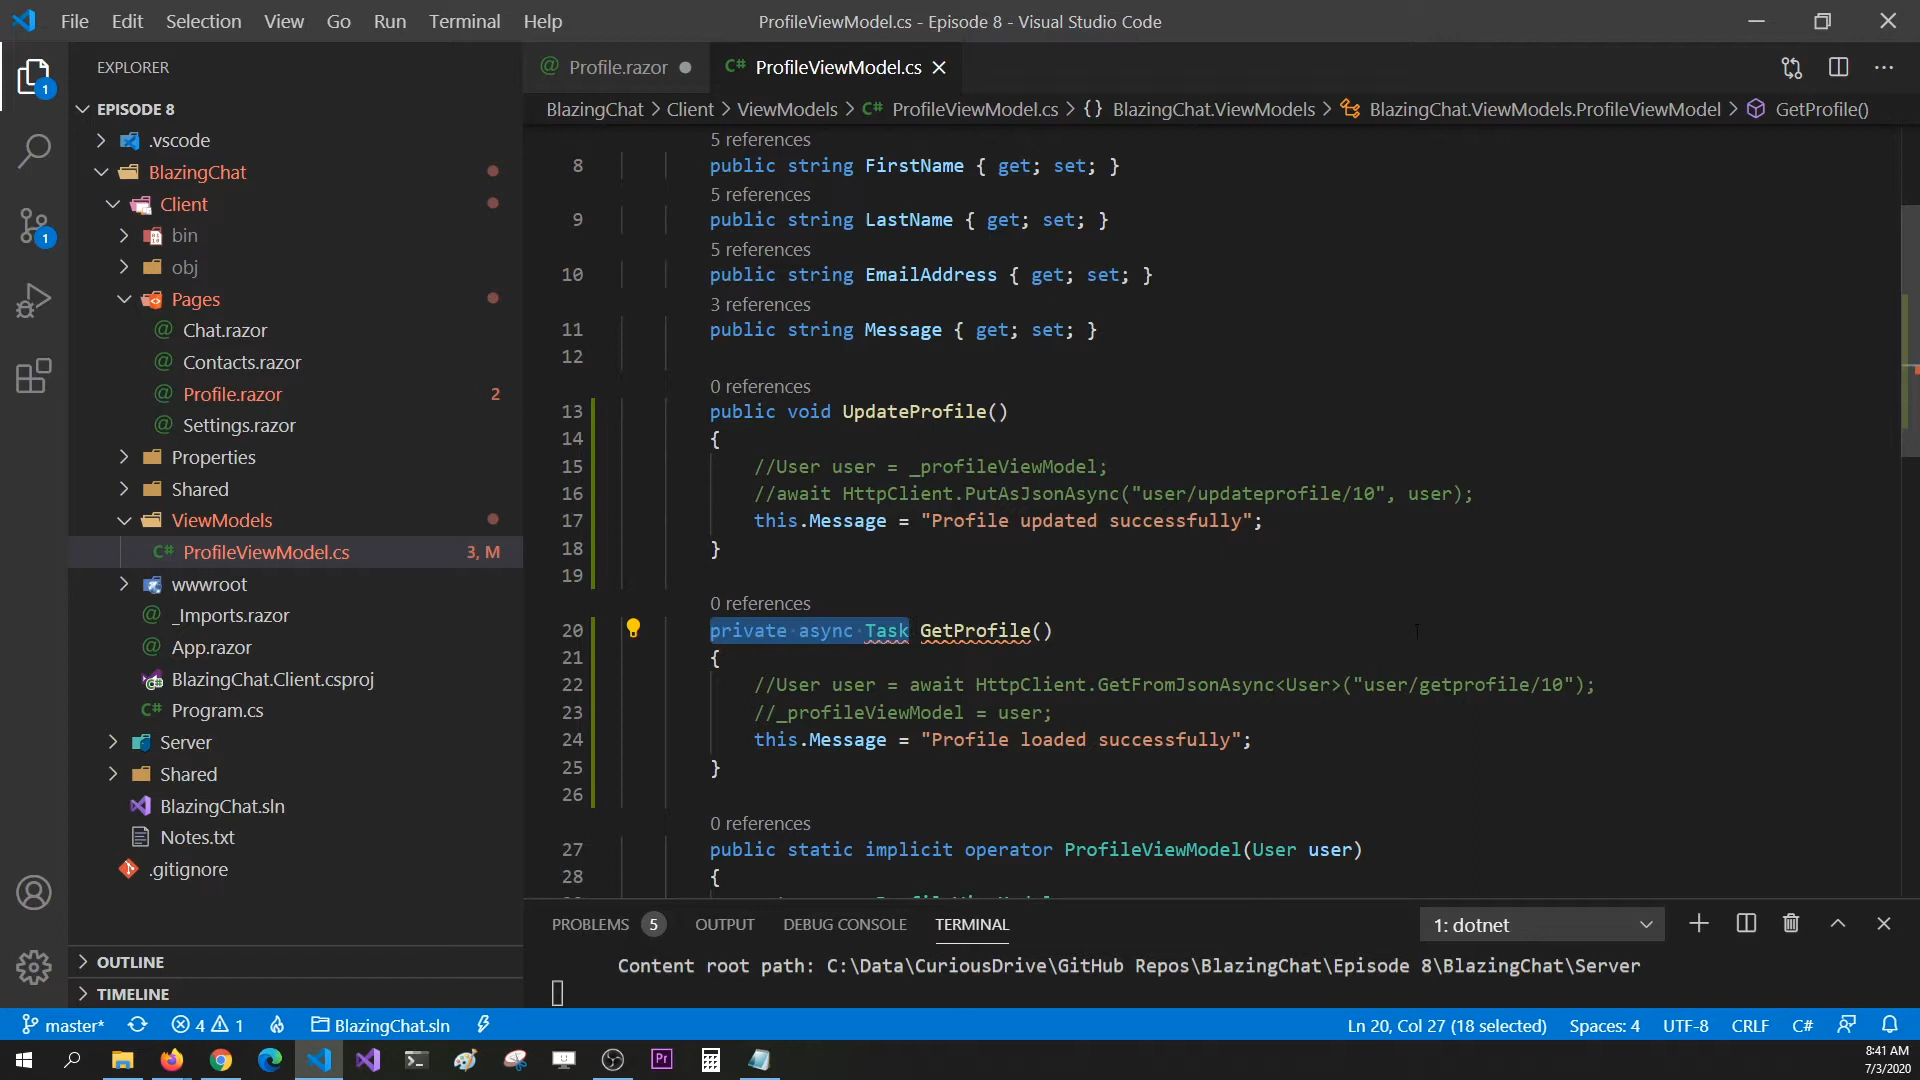 File Edit Selection View Go Run Terminal Help
ProfileViewModel.cs - Episode 8 - Visual Studio Code
EXPLORER
EPISODE 8
.vscode
BlazingChat
Client
bin
obj
Pages
Chat.razor
Contacts.razor
Profile.razor 2
Settings.razor
Properties
Shared
ViewModels
ProfileViewModel.cs 3, M
wwwroot
_Imports.razor
App.razor
BlazingChat.Client.csproj
Program.cs
Server
Shared
BlazingChat.sln
Notes.txt
.gitignore
OUTLINE
TIMELINE
1
1
Profile.razor
ProfileViewModel.cs
BlazingChat > Client > ViewModels > ProfileViewModel.cs > {} BlazingChat.ViewModels > BlazingChat.ViewModels.ProfileViewModel > GetProfile()
5 references
8 public string FirstName { get; set; }
5 references
9 public string LastName { get; set; }
5 references
10 public string EmailAddress { get; set; }
3 references
11 public string Message { get; set; }
12
0 references
13 public void UpdateProfile()
14 {
15 //User user = _profileViewModel;
16 //await HttpClient.PutAsJsonAsync("user/updateprofile/10", user);
17 this.Message = "Profile updated successfully";
18 }
19
0 references
20 private async Task GetProfile()
21 {
22 //User user = await HttpClient.GetFromJsonAsync<User>("user/getprofile/10");
23 //_profileViewModel = user;
24 this.Message = "Profile loaded successfully";
25 }
26
0 references
27 public static implicit operator ProfileViewModel(User user)
28 {
PROBLEMS 5 OUTPUT DEBUG CONSOLE TERMINAL
1: dotnet
Content root path: C:\Data\CuriousDrive\GitHub Repos\BlazingChat\Episode 8\BlazingChat\Server
master* 4 1 BlazingChat.sln
Ln 20, Col 27 (18 selected) Spaces: 4 UTF-8 CRLF C#
8:41 AM
7/3/2020